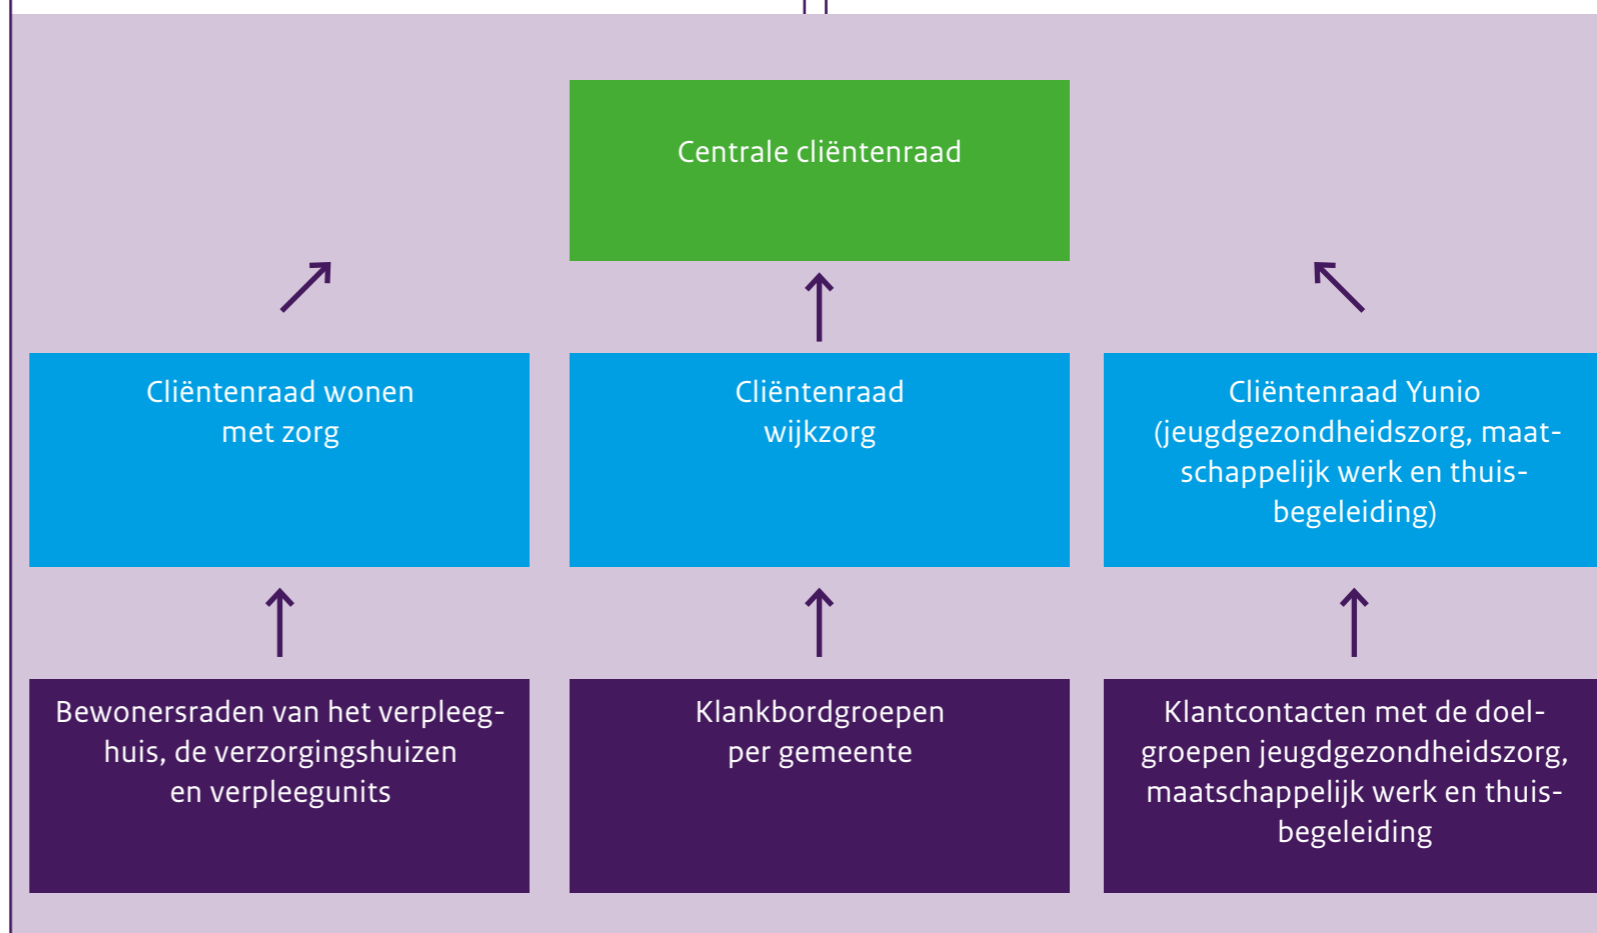 Centrale cliëntenraad
Cliëntenraad wonen
met zorg
Cliëntenraad
wijkzorg
Cliëntenraad Yunio
(jeugdgezondheidszorg, maat-
schappelijk werk en thuis-
begeleiding)
Bewonersraden van het verpleeg-
huis, de verzorgingshuizen
en verpleegunits
Klankbordgroepen
per gemeente
Klantcontacten met de doel-
groepen jeugdgezondheidszorg,
maatschappelijk werk en thuis-
begeleiding